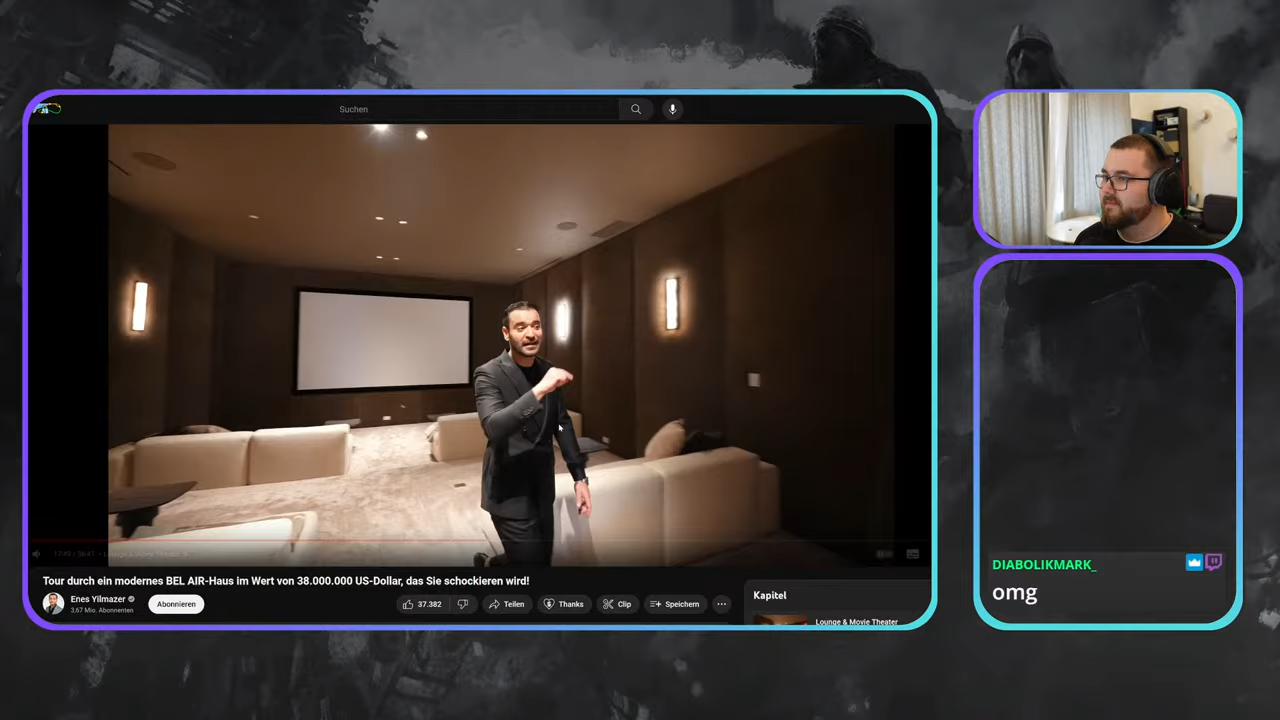 Suchen
Tour durch ein modernes BEL AIR-Haus im Wert von 38.000.000 US-Dollar, das Sie schockieren wird!
Enes Yilmazer
3,67 Mio. Abonnenten
Abonnieren
37.382
Teilen
Thanks
Clip
Speichern
Kapitel
Lounge & Movie Theater
DIABOLIKMARK_
omg